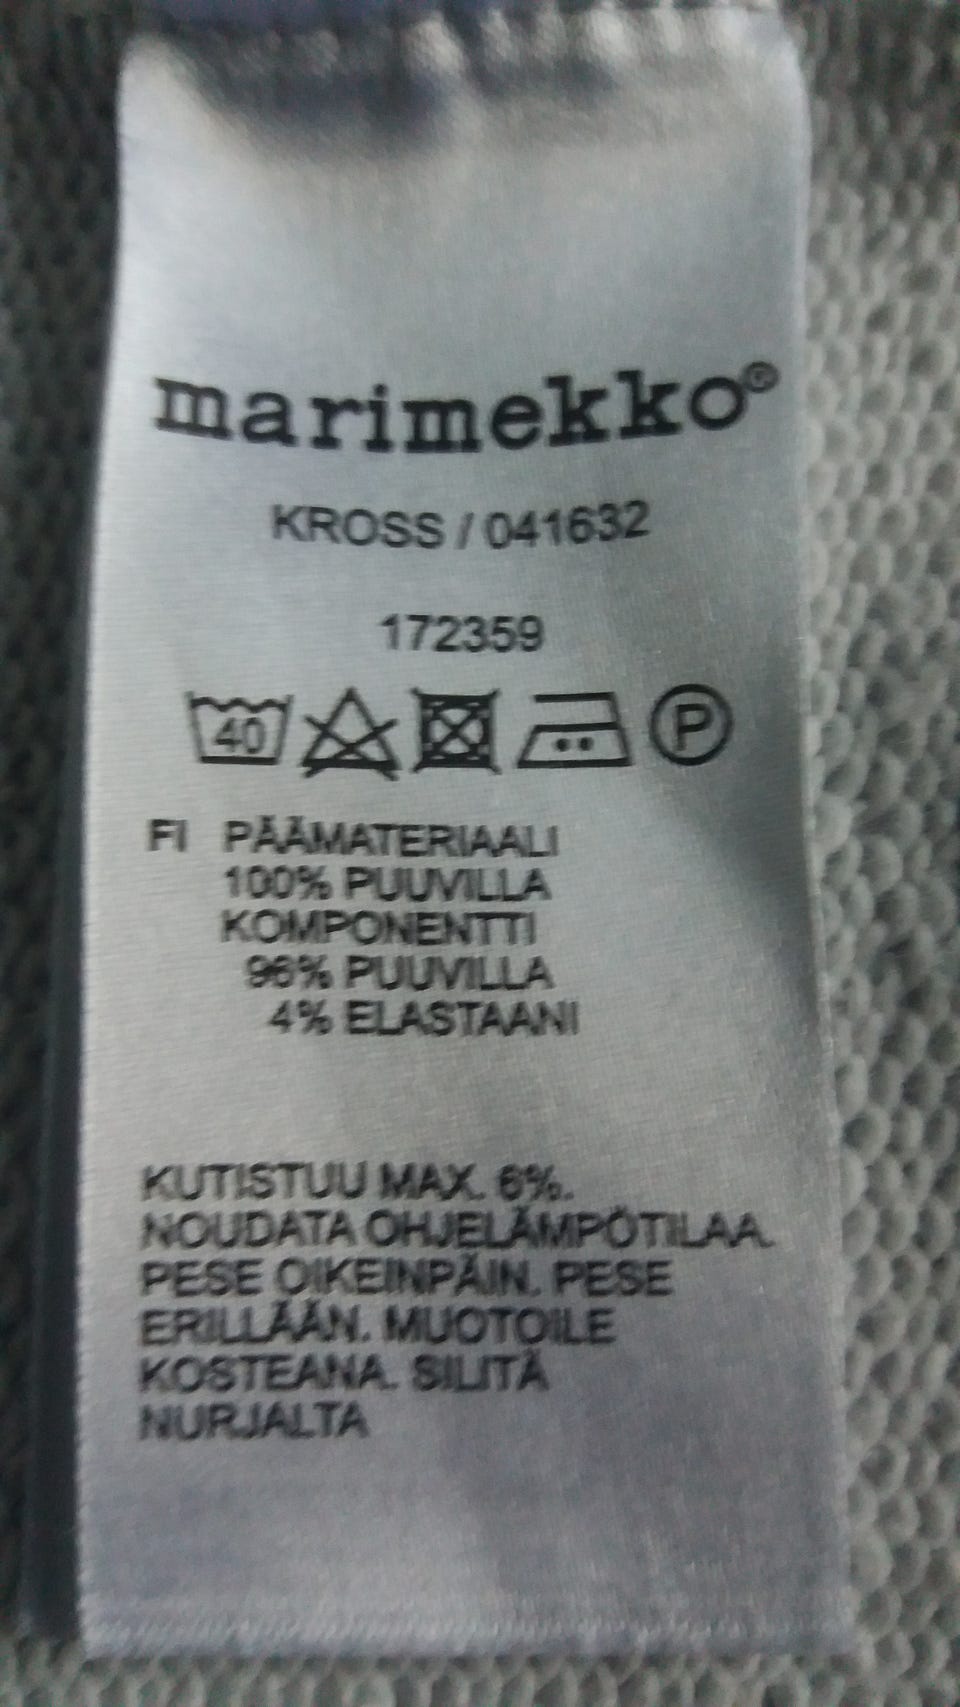 marimekko®
KROSS / 041632
172359
40 P
FI PÄÄMATERIAALI
100% PUUVILLA
KOMPONENTTI
96% PUUVILLA
4% ELASTAANI
KUTISTUU MAX. 6%.
NOUDATA OHJELÄMPÖTILAA.
PESE OIKEINPÄIN. PESE
ERILLÄÄN. MUOTOILE
KOSTEANA. SILITÄ
NURJALTA